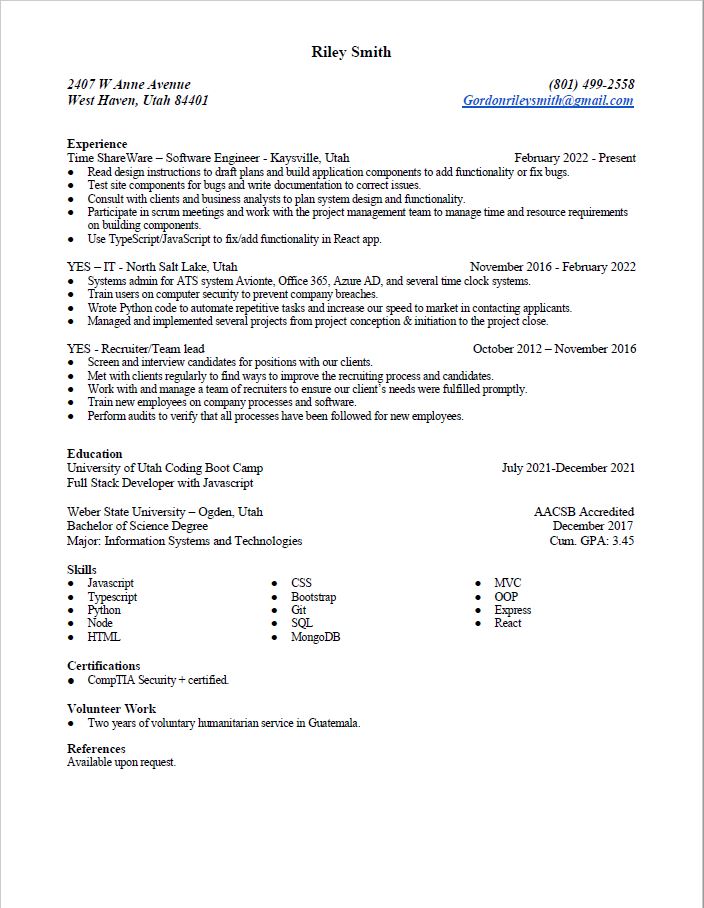 Riley Smith
2407 W Anne Avenue (801) 499-2558
West Haven, Utah 84401 Gordonrileysmith@gmail.com
Experience
Time ShareWare – Software Engineer - Kaysville, Utah February 2022 - Present
● Read design instructions to draft plans and build application components to add functionality or fix bugs.
● Test site components for bugs and write documentation to correct issues.
● Consult with clients and business analysts to plan system design and functionality.
● Participate in scrum meetings and work with the project management team to manage time and resource requirements
on building components.
● Use TypeScript/JavaScript to fix/add functionality in React app.
YES – IT - North Salt Lake, Utah November 2016 - February 2022
● Systems admin for ATS system Avionte, Office 365, Azure AD, and several time clock systems.
● Train users on computer security to prevent company breaches.
● Wrote Python code to automate repetitive tasks and increase our speed to market in contacting applicants.
● Managed and implemented several projects from project conception & initiation to the project close.
YES - Recruiter/Team lead October 2012 – November 2016
● Screen and interview candidates for positions with our clients.
● Met with clients regularly to find ways to improve the recruiting process and candidates.
● Work with and manage a team of recruiters to ensure our client's needs were fulfilled promptly.
● Train new employees on company processes and software.
● Perform audits to verify that all processes have been followed for new employees.
Education
University of Utah Coding Boot Camp July 2021-December 2021
Full Stack Developer with Javascript
Weber State University – Ogden, Utah AACSB Accredited
Bachelor of Science Degree December 2017
Major: Information Systems and Technologies Cum. GPA: 3.45
Skills
● Javascript ● CSS ● MVC
● Typescript ● Bootstrap ● OOP
● Python ● Git ● Express
● Node ● SQL ● React
● HTML ● MongoDB
Certifications
● CompTIA Security + certified.
Volunteer Work
● Two years of voluntary humanitarian service in Guatemala.
References
Available upon request.